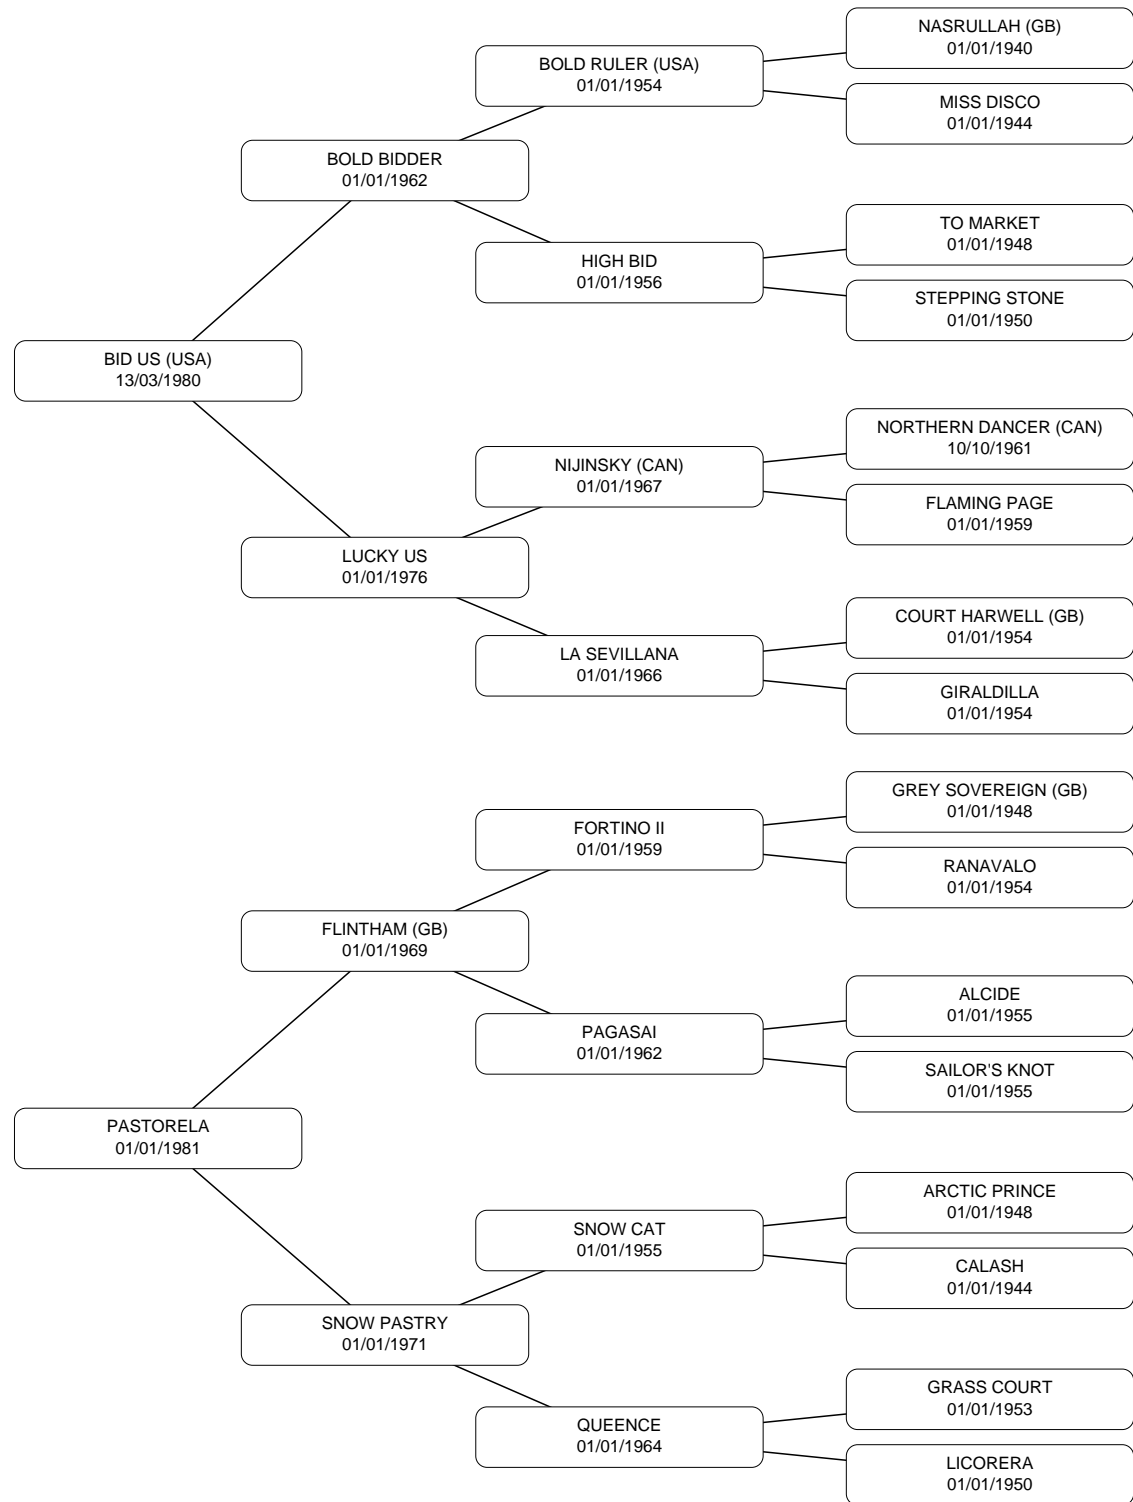 NASRULLAH (GB)
01/01/1940
BOLD RULER (USA)
01/01/1954
MISS DISCO
01/01/1944
BOLD BIDDER
01/01/1962
TO MARKET
01/01/1948
HIGH BID
01/01/1956
STEPPING STONE
01/01/1950
BID US (USA)
13/03/1980
NORTHERN DANCER (CAN)
10/10/1961
NIJINSKY (CAN)
01/01/1967
FLAMING PAGE
01/01/1959
LUCKY US
01/01/1976
COURT HARWELL (GB)
01/01/1954
LA SEVILLANA
01/01/1966
GIRALDILLA
01/01/1954
GREY SOVEREIGN (GB)
01/01/1948
FORTINO II
01/01/1959
RANAVALO
01/01/1954
FLINTHAM (GB)
01/01/1969
ALCIDE
01/01/1955
PAGASAI
01/01/1962
SAILOR'S KNOT
01/01/1955
PASTORELA
01/01/1981
ARCTIC PRINCE
01/01/1948
SNOW CAT
01/01/1955
CALASH
01/01/1944
SNOW PASTRY
01/01/1971
GRASS COURT
01/01/1953
QUEENCE
01/01/1964
LICORERA
01/01/1950